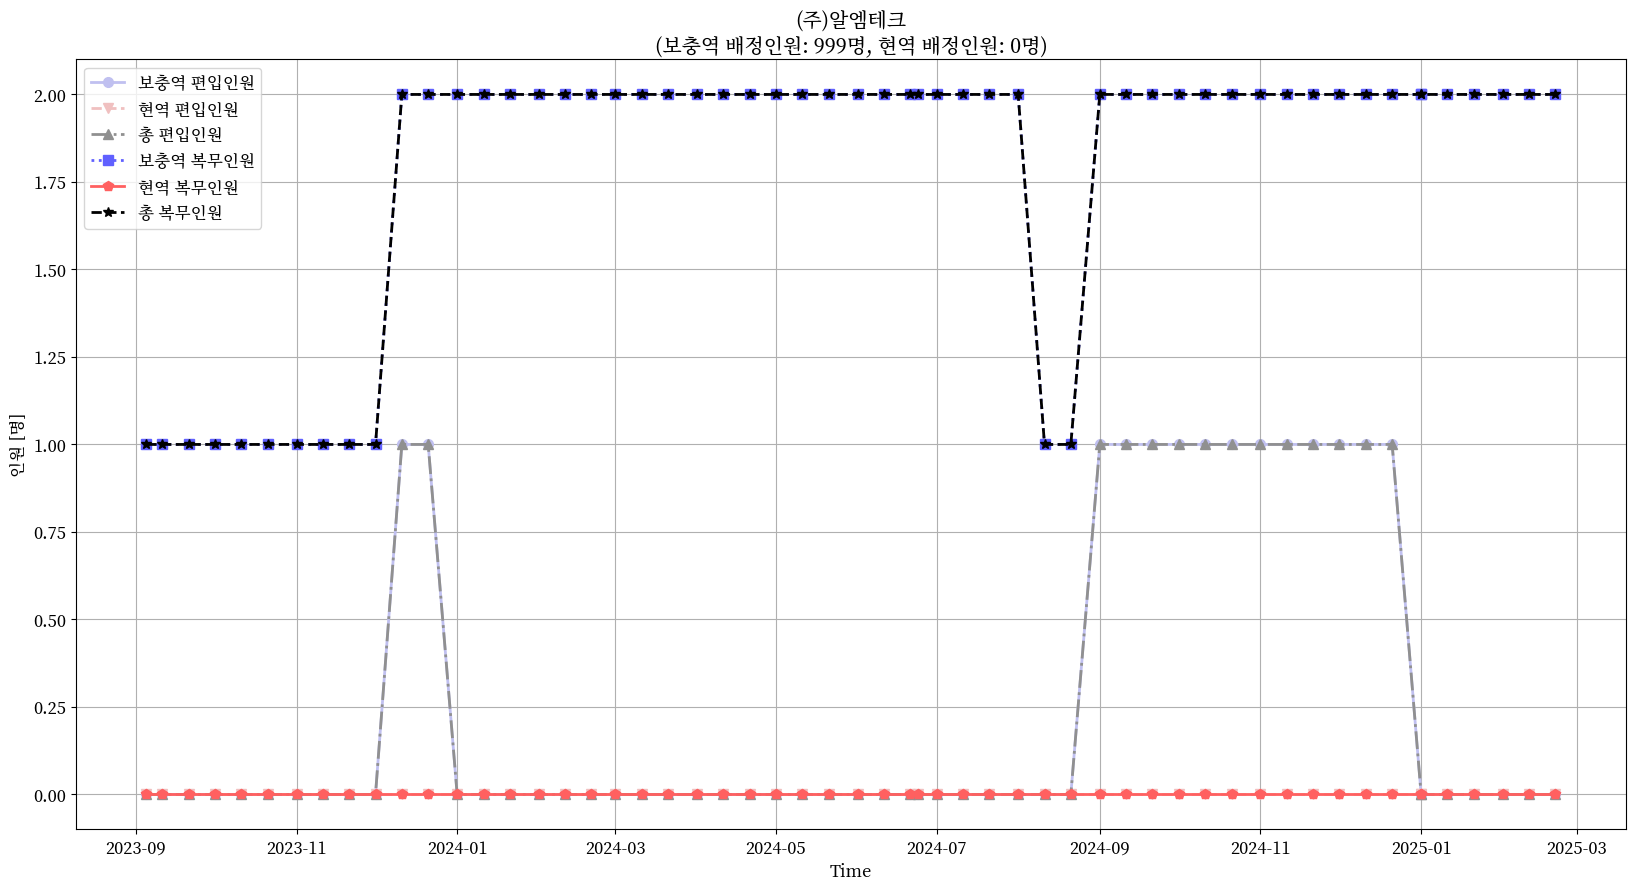 (주)알엠테크
(보충역 배정인원: 999명, 현역 배정인원: 0명)
보충역 편입인원
현역 편입인원
총 편입인원
보충역 복무인원
현역 복무인원
총 복무인원
인원 [명]
2.00
1.75
1.50
1.25
1.00
0.75
0.50
0.25
0.00
2023-09
2023-11
2024-01
2024-03
2024-05
2024-07
2024-09
2024-11
2025-01
2025-03
Time